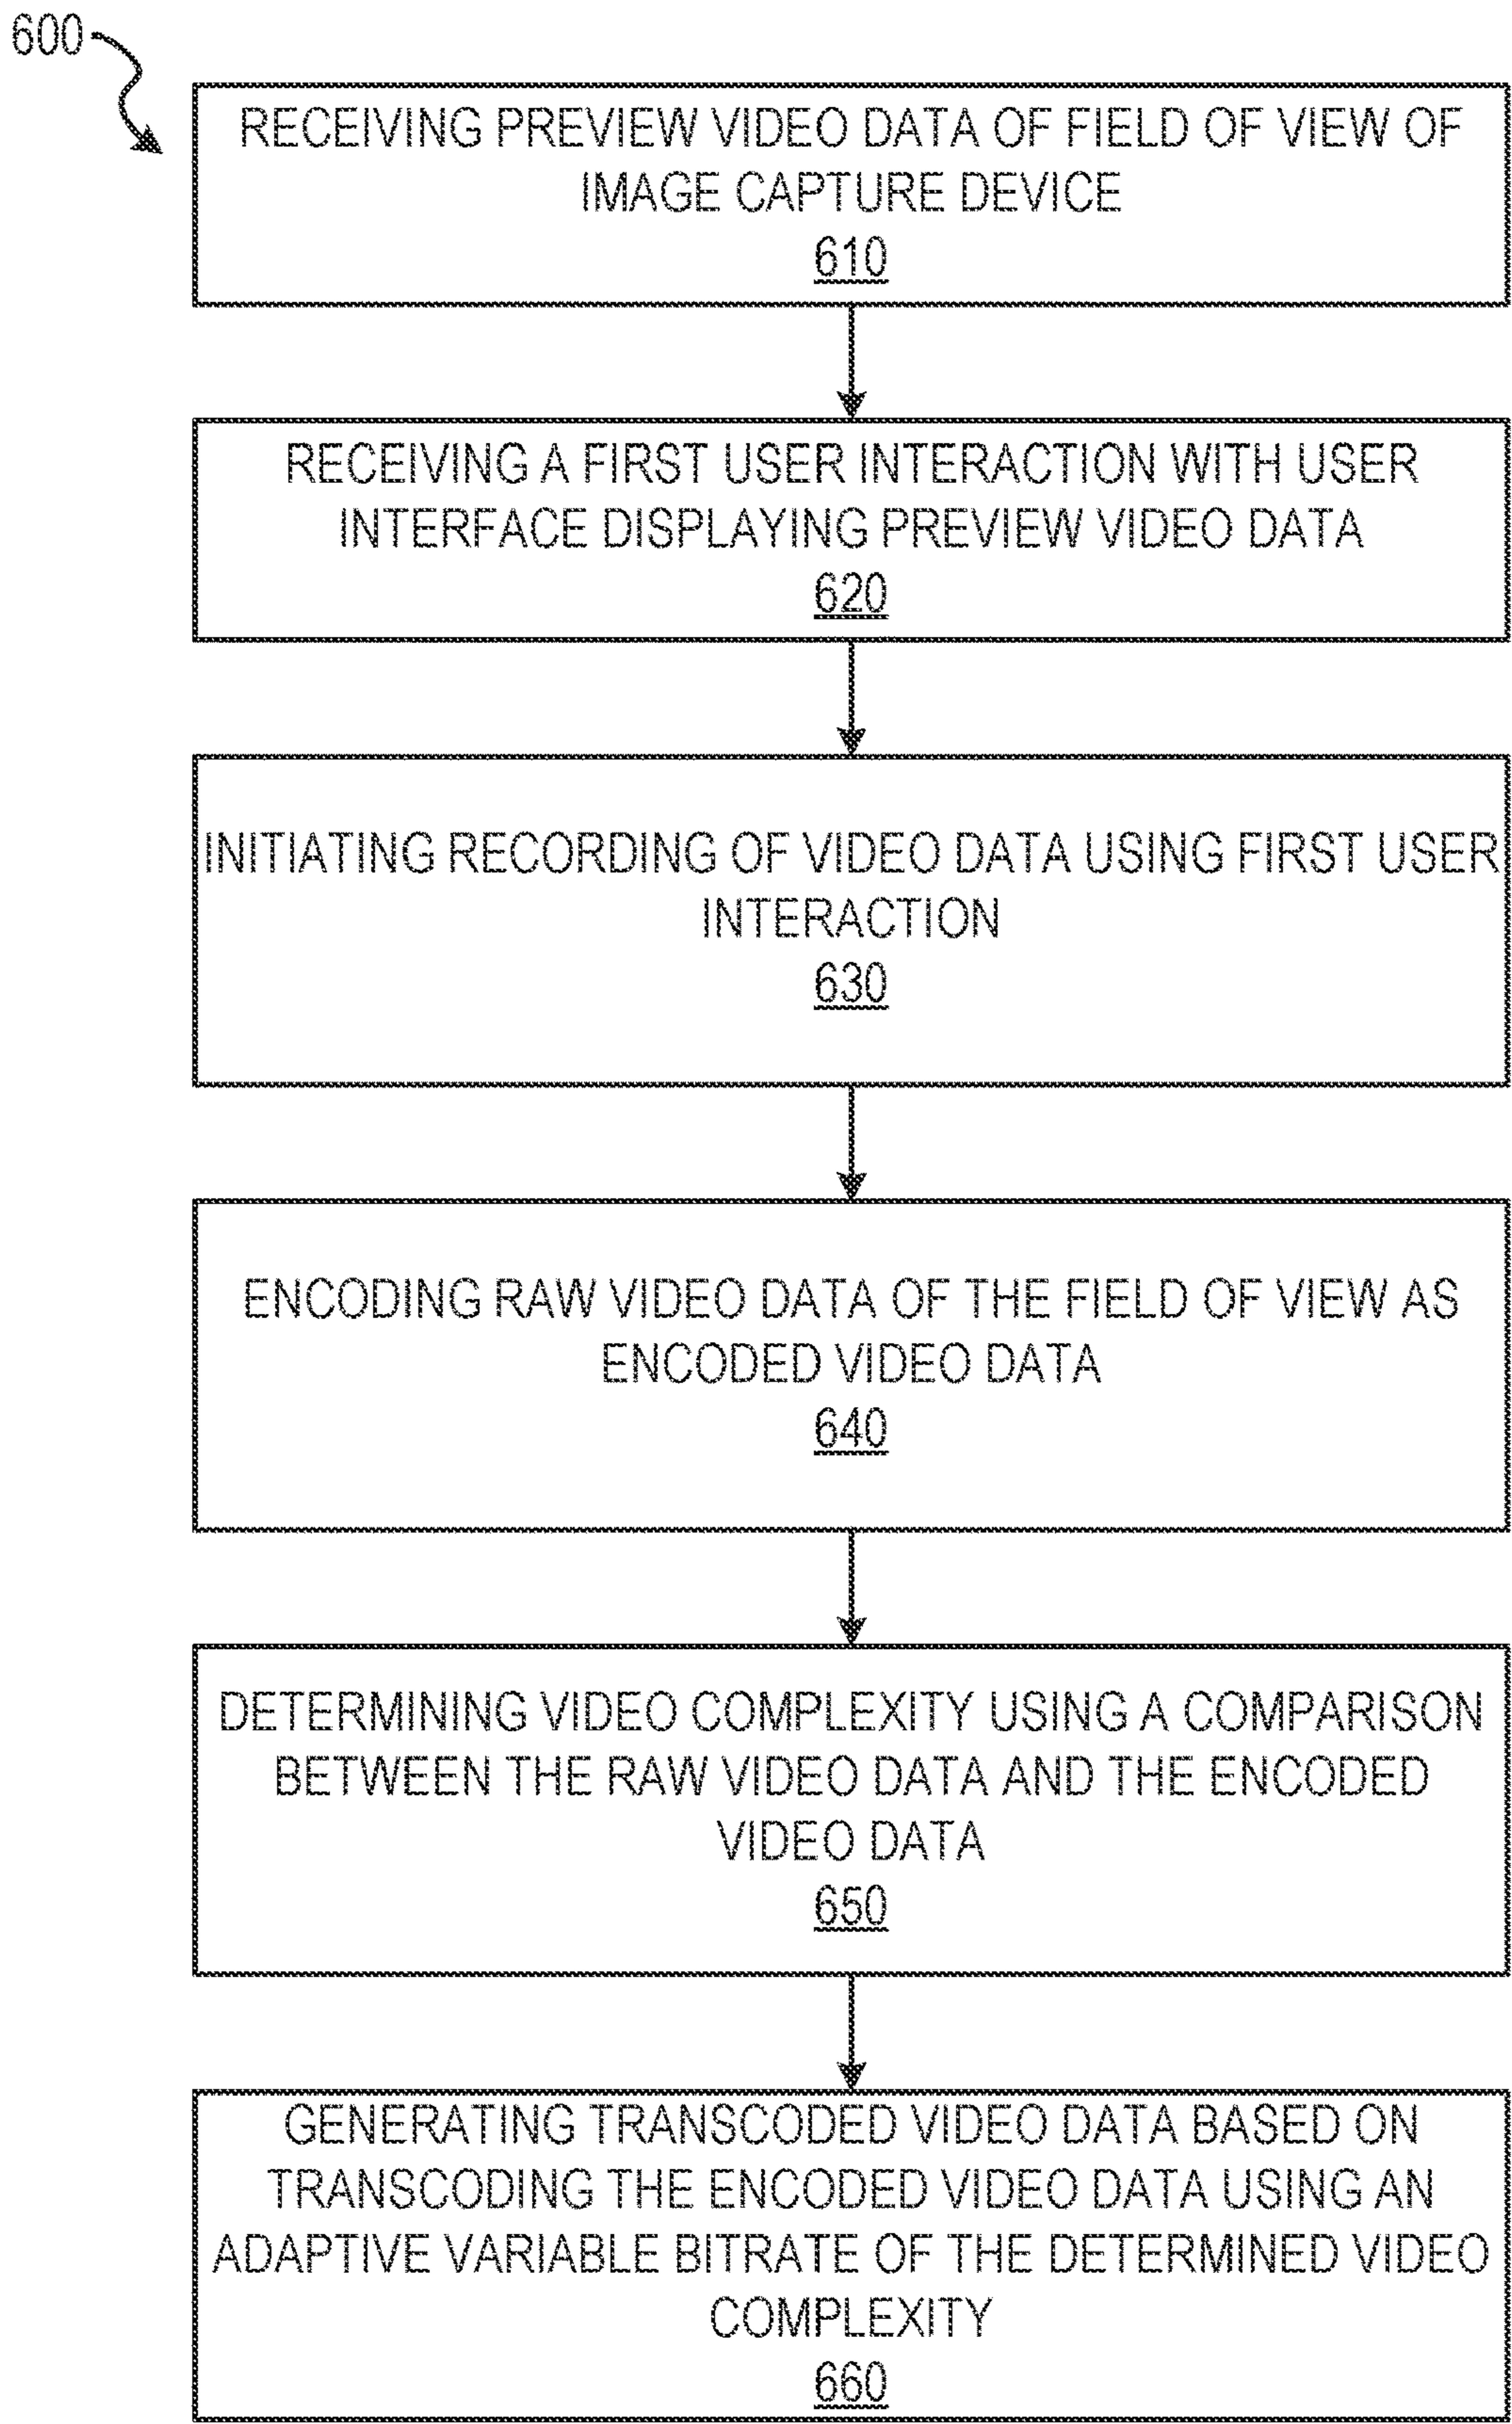 600
RECEIVING PREVIEW VIDEO DATA OF FIELD OF VIEW OF
IMAGE CAPTURE DEVICE
610
RECEIVING A FIRST USER INTERACTION WITH USER
INTERFACE DISPLAYING PREVIEW VIDEO DATA
620
INITIATING RECORDING OF VIDEO DATA USING FIRST USER
INTERACTION
630
ENCODING RAW VIDEO DATA OF THE FIELD OF VIEW AS
ENCODED VIDEO DATA
640
DETERMINING VIDEO COMPLEXITY USING A COMPARISON
BETWEEN THE RAW VIDEO DATA AND THE ENCODED
VIDEO DATA
650
GENERATING TRANSCODED VIDEO DATA BASED ON
TRANSCODING THE ENCODED VIDEO DATA USING AN
ADAPTIVE VARIABLE BITRATE OF THE DETERMINED VIDEO
COMPLEXITY
660